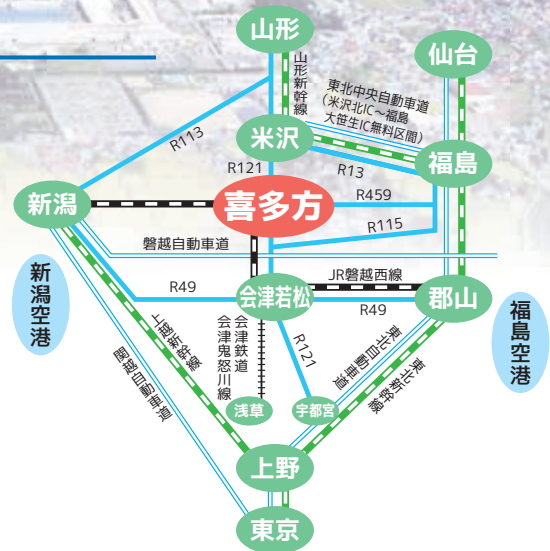 山形
仙台
山形新幹線
東北中央自動車道
（米沢北IC～福島
大笹生IC無料区間）
R113
米沢
福島
R121
R13
新潟
喜多方
R459
R115
磐越自動車道
新潟空港
R49
会津若松
JR磐越西線
R49
郡山
福島空港
上越新幹線
関越自動車道
会津鉄道
会津鬼怒川線
R121
東北自動車道
東北新幹線
浅草
宇都宮
上野
東京